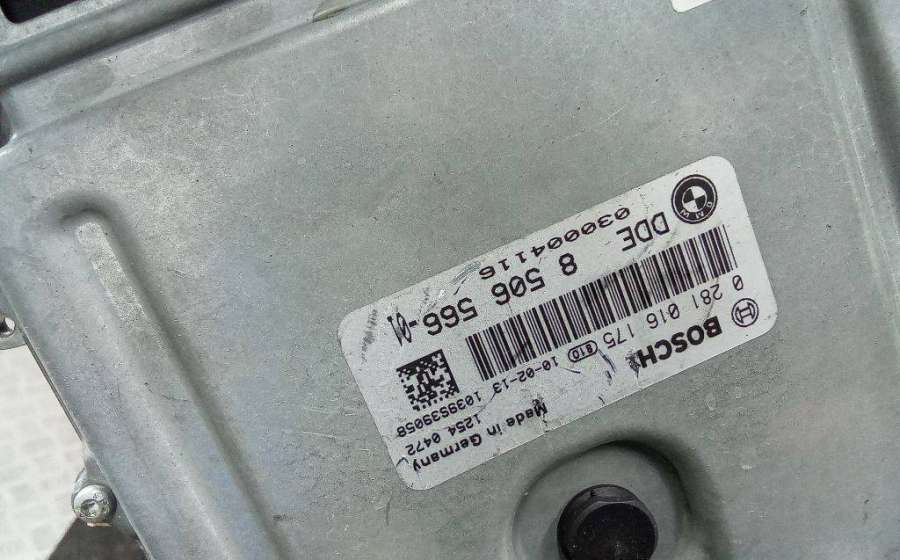 BOSCH Made in Germany
0 281 016 175 E10 10-02-13 1254 0472
1039S39058
DDE 8 506 566-01
030004116